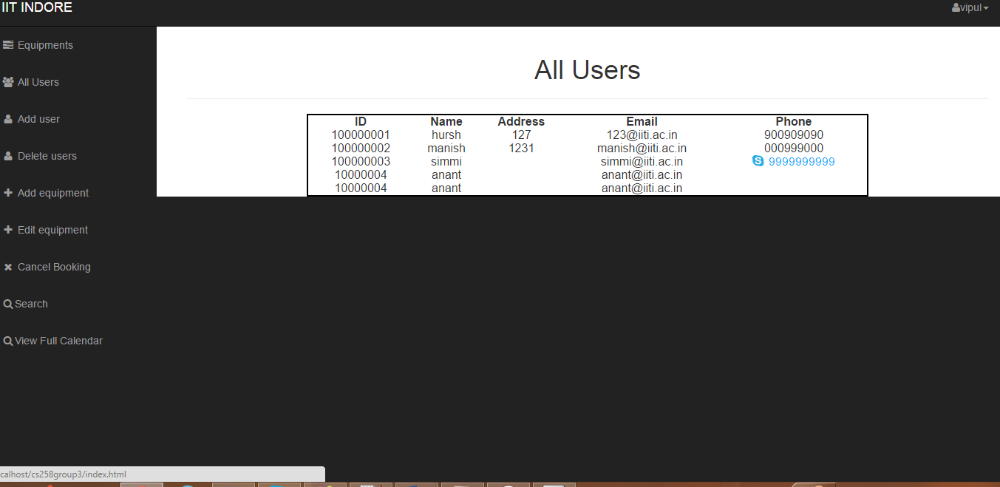 IIT INDORE
vipul
Equipments
All Users
Add user
Delete users
Add equipment
Edit equipment
Cancel Booking
Search
View Full Calendar
All Users
ID Name Address Email Phone
100000001 hursh 127 123@iiti.ac.in 900909090
100000002 manish 1231 manish@iiti.ac.in 000999000
100000003 simmi simmi@iiti.ac.in 9999999999
10000004 anant anant@iiti.ac.in
10000004 anant anant@iiti.ac.in
calhost/cs258group3/index.html